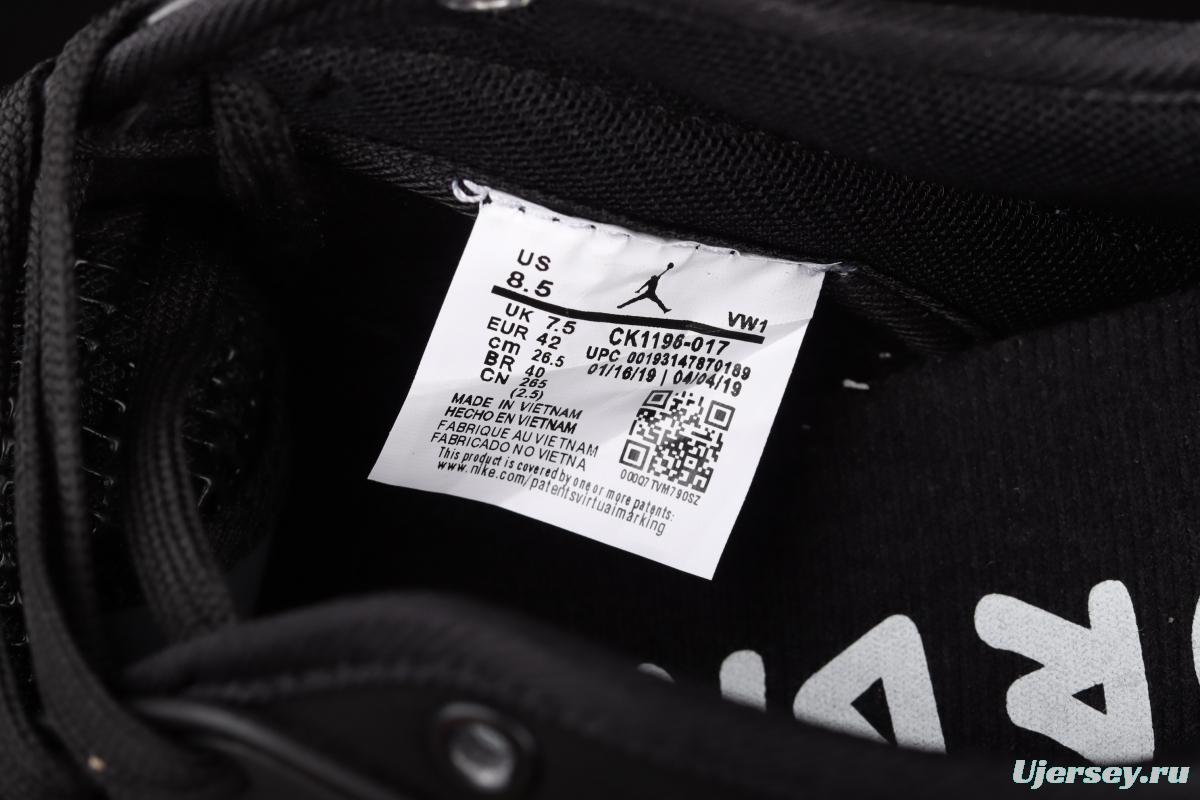 US
8.5
VW1
UK 7.5
EUR 42
cm 26.5
BR 40
CN 265
(2.5)
CK1196-017
UPC 00193147870189
01/16/19 | 04/04/19
MADE IN VIETNAM
HECHO EN VIETNAM
FABRIQUE AU VIETNAM
FABRICADO NO VIETNA
This product is covered by one or more patents:
www.nike.com/patentsvirtuaimarking
00007TVM790SZ
Ujersey.ru